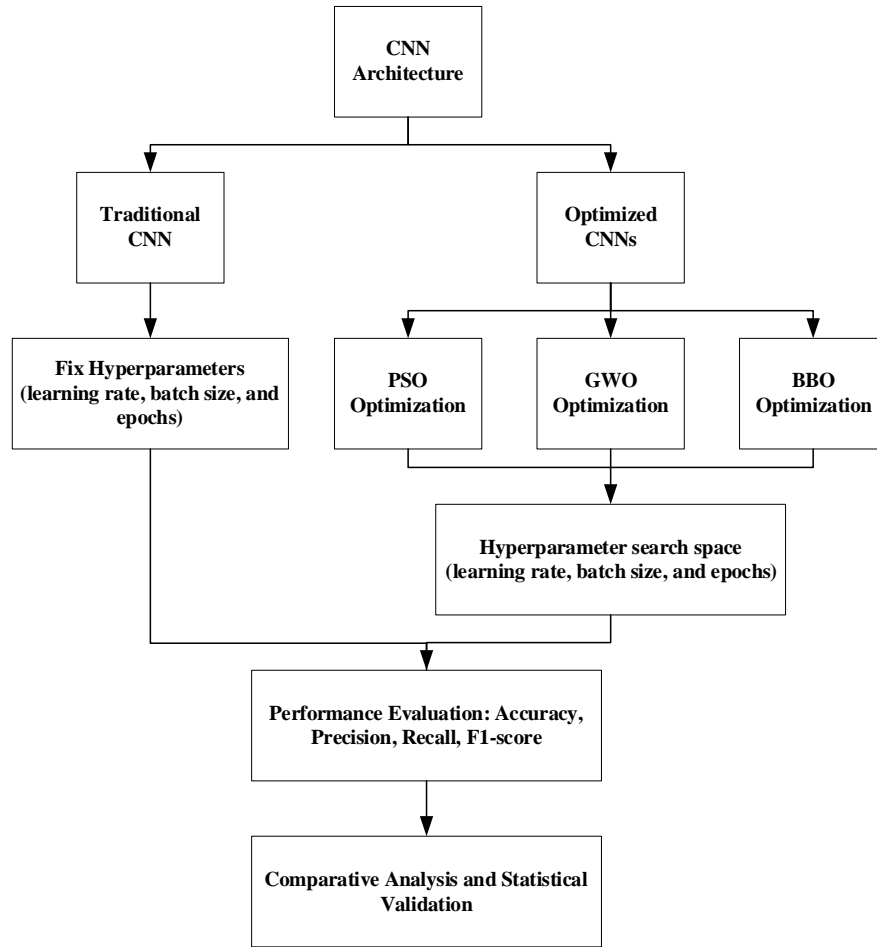 CNN
Architecture
Traditional
CNN
Optimized
CNNs
Fix Hyperparameters
(learning rate, batch size, and
epochs)
PSO
Optimization
GWO
Optimization
BBO
Optimization
Hyperparameter search space
(learning rate, batch size, and epochs)
Performance Evaluation: Accuracy,
Precision, Recall, F1-score
Comparative Analysis and Statistical
Validation